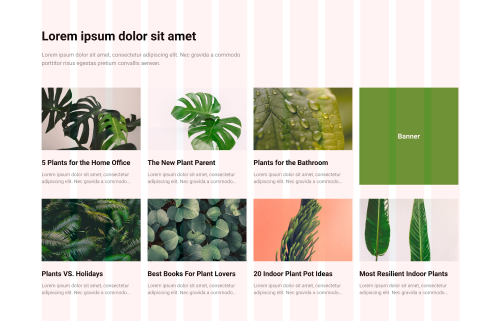 Lorem ipsum dolor sit amet
Lorem ipsum dolor sit amet, consectetur adipiscing elit. Nec gravida a commodo
porttitor risus egestas pretium convallis aenean.
Banner
5 Plants for the Home Office
Lorem ipsum dolor sit amet, consectetur
adipiscing elit. Nec gravida a commodo...
The New Plant Parent
Lorem ipsum dolor sit amet, consectetur
adipiscing elit. Nec gravida a commodo...
Plants for the Bathroom
Lorem ipsum dolor sit amet, consectetur
adipiscing elit. Nec gravida a commodo...
Plants VS. Holidays
Lorem ipsum dolor sit amet, consectetur
adipiscing elit. Nec gravida a commodo...
Best Books For Plant Lovers
Lorem ipsum dolor sit amet, consectetur
adipiscing elit. Nec gravida a commodo...
20 Indoor Plant Pot Ideas
Lorem ipsum dolor sit amet, consectetur
adipiscing elit. Nec gravida a commodo...
Most Resilient Indoor Plants
Lorem ipsum dolor sit amet, consectetur
adipiscing elit. Nec gravida a commodo...